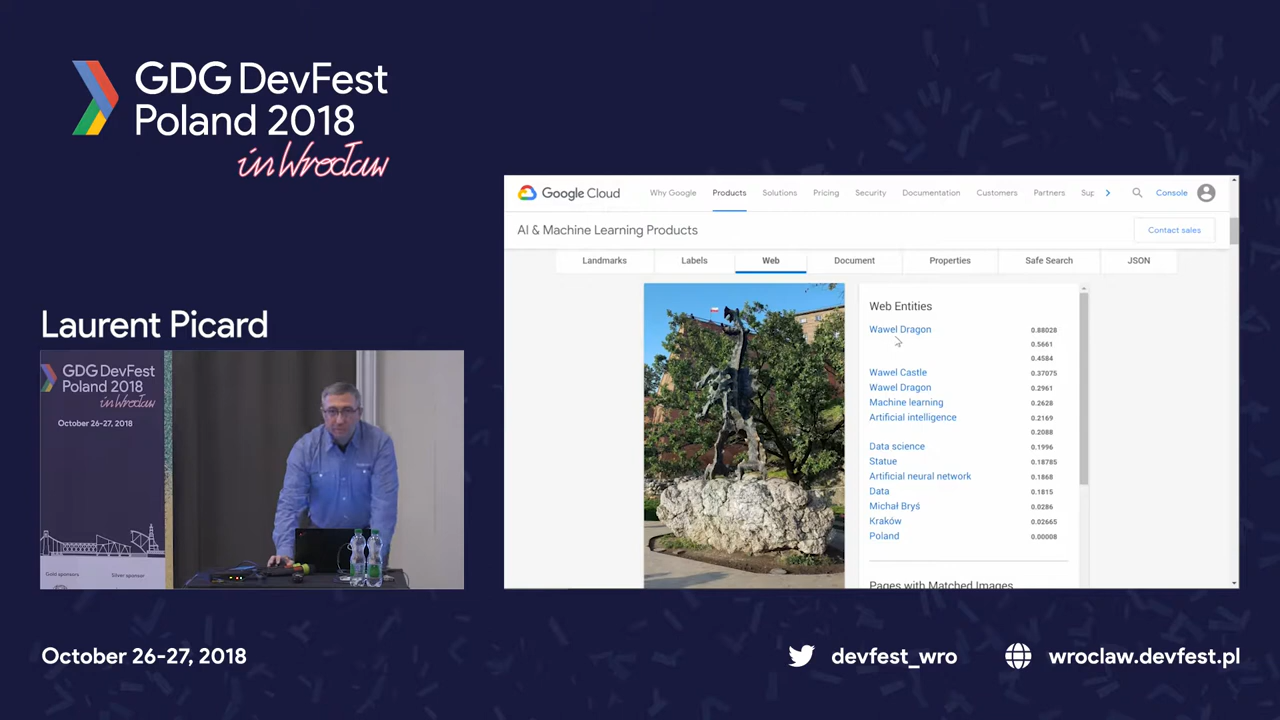 GDG DevFest
Poland 2018
in Wrocław
Laurent Picard
GDG DevFest
Poland 2018
in Wrocław
October 26-27, 2018
Gold sponsors
Silver sponsor
Google Cloud
Why Google
Products
Solutions
Pricing
Security
Documentation
Customers
Partners
Sup
Console
AI & Machine Learning Products
Contact sales
Landmarks
Labels
Web
Document
Properties
Safe Search
JSON
Web Entities
Wawel Dragon 0.88028
0.5661
0.4584
Wawel Castle 0.37075
Wawel Dragon 0.2961
Machine learning 0.2628
Artificial intelligence 0.2169
0.2088
Data science 0.1996
Statue 0.18785
Artificial neural network 0.1868
Data 0.1815
Michał Bryś 0.0286
Kraków 0.02665
Poland 0.00008
Pages with Matched Images
October 26-27, 2018
devfest_wro
wroclaw.devfest.pl